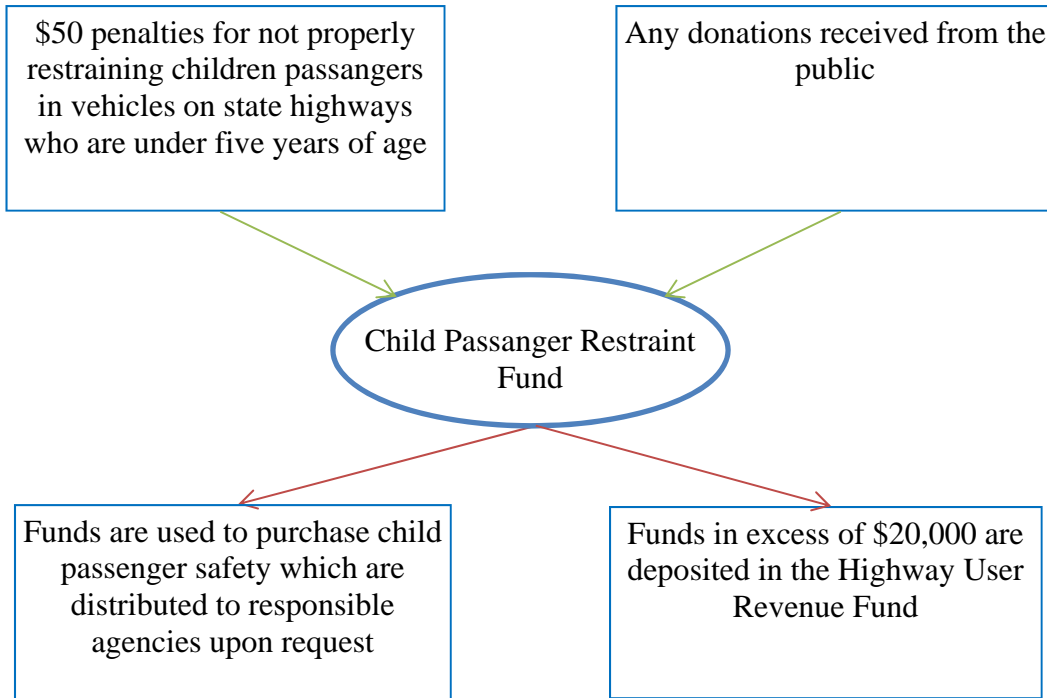 $50 penalties for not properly
restraining children passangers
in vehicles on state highways
who are under five years of age
Any donations received from the
public
Child Passanger Restraint
Fund
Funds are used to purchase child
passenger safety which are
distributed to responsible
agencies upon request
Funds in excess of $20,000 are
deposited in the Highway User
Revenue Fund